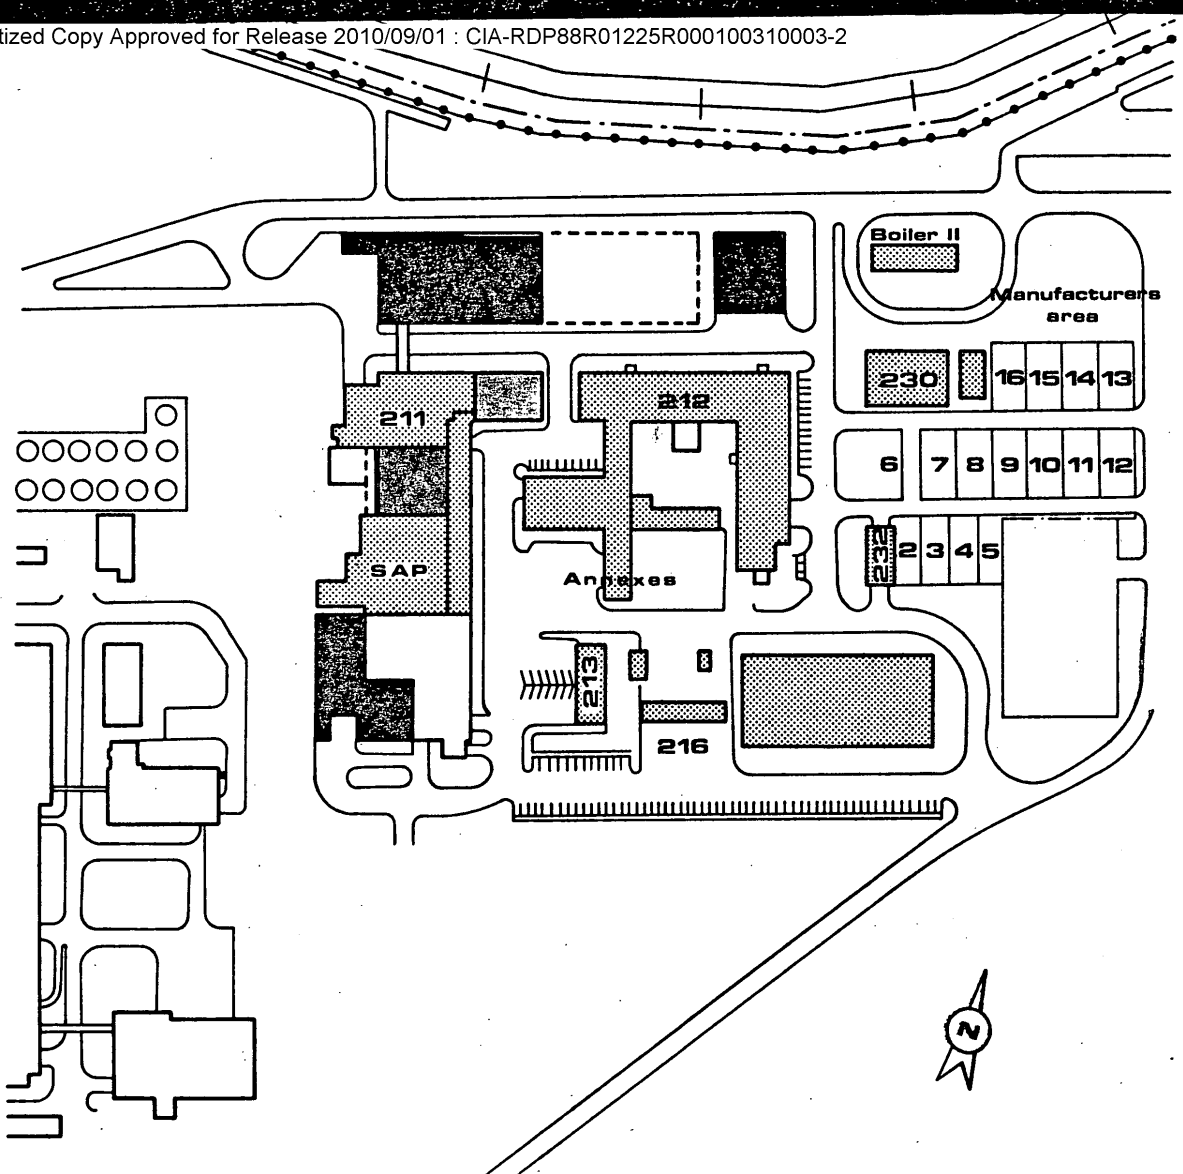 tized Copy Approved for Release 2010/09/01 : CIA-RDP88R01225R000100310003-2
Boiler II
Manufacturers
area
230
16 15 14 13
211
212
6 7 8 9 10 11 12
232 2 3 4 5
SAP
Annexes
213
216
N